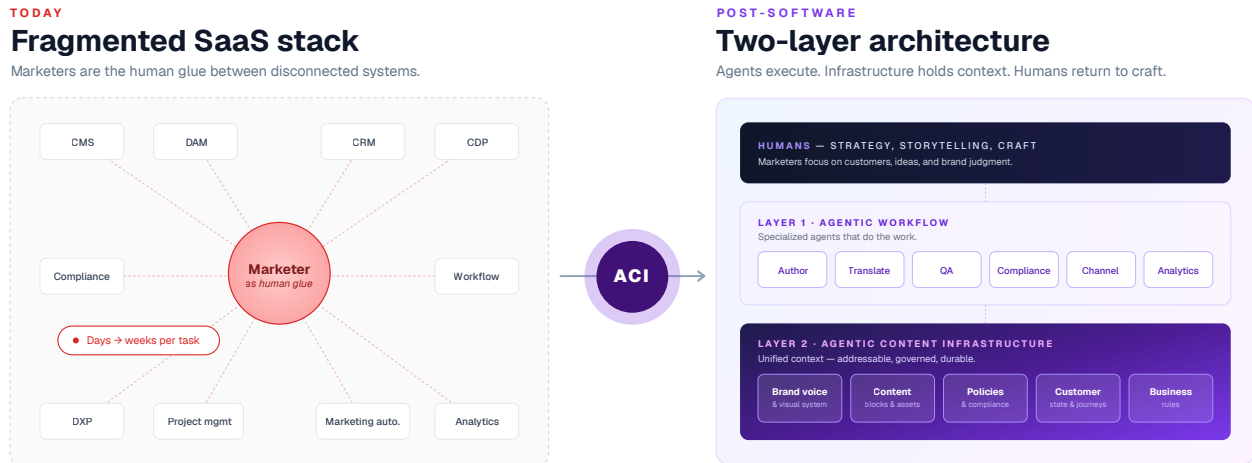 TODAY
Fragmented SaaS stack
Marketers are the human glue between disconnected systems.
CMS
DAM
CRM
CDP
Compliance
Marketer
as human glue
Workflow
Days → weeks per task
DXP
Project mgmt
Marketing auto.
Analytics
ACI
POST-SOFTWARE
Two-layer architecture
Agents execute. Infrastructure holds context. Humans return to craft.
HUMANS — STRATEGY, STORYTELLING, CRAFT
Marketers focus on customers, ideas, and brand judgment.
LAYER 1 · AGENTIC WORKFLOW
Specialized agents that do the work.
Author
Translate
QA
Compliance
Channel
Analytics
LAYER 2 · AGENTIC CONTENT INFRASTRUCTURE
Unified context — addressable, governed, durable.
Brand voice
& visual system
Content
blocks & assets
Policies
& compliance
Customer
state & journeys
Business
rules